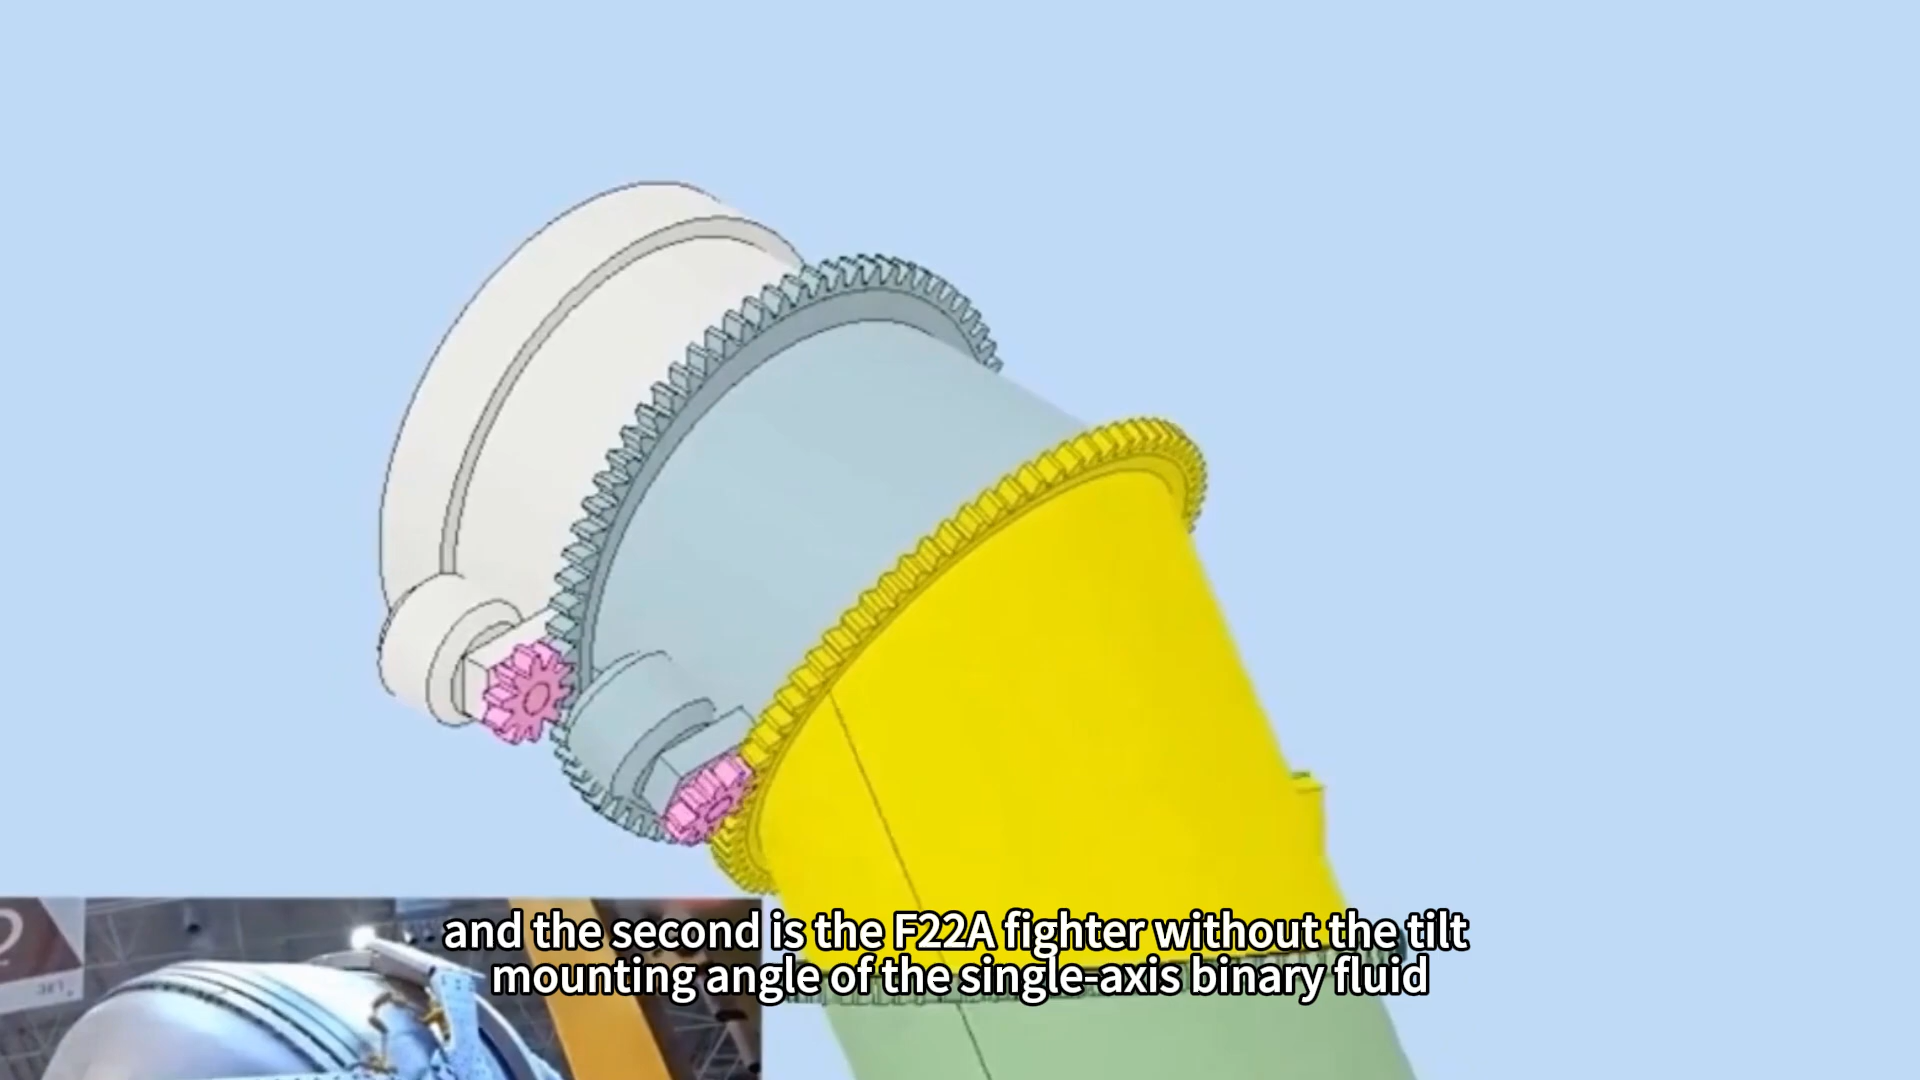 and the second is the F22A fighter without the tilt
mounting angle of the single-axis binary fluid